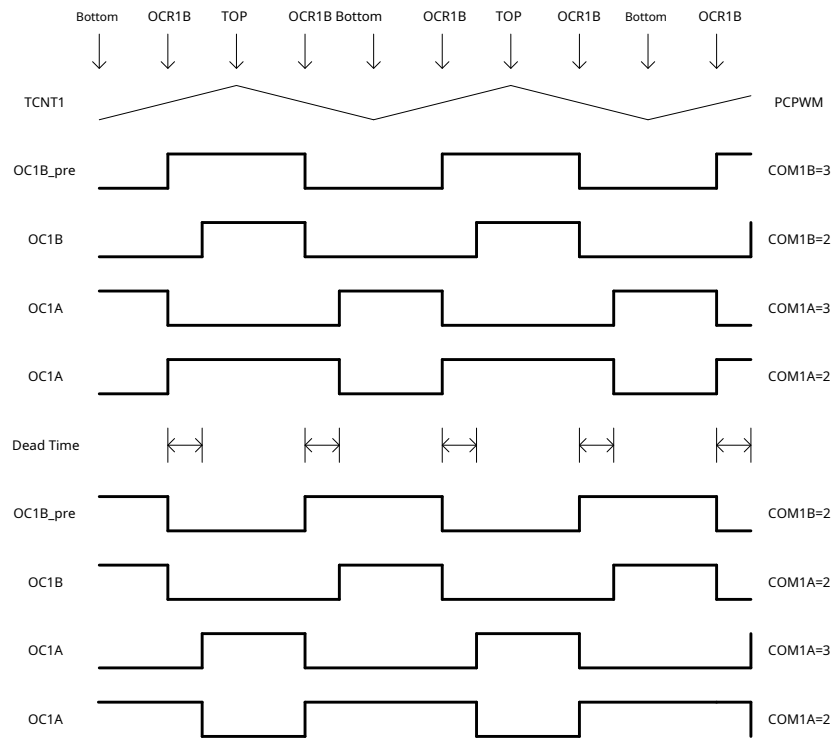 Bottom OCR1B TOP OCR1B Bottom OCR1B TOP OCR1B Bottom OCR1B
TCNT1 PCPWM
OC1B_pre COM1B=3
OC1B COM1B=2
OC1A COM1A=3
OC1A COM1A=2
Dead Time
OC1B_pre COM1B=2
OC1B COM1A=2
OC1A COM1A=3
OC1A COM1A=2